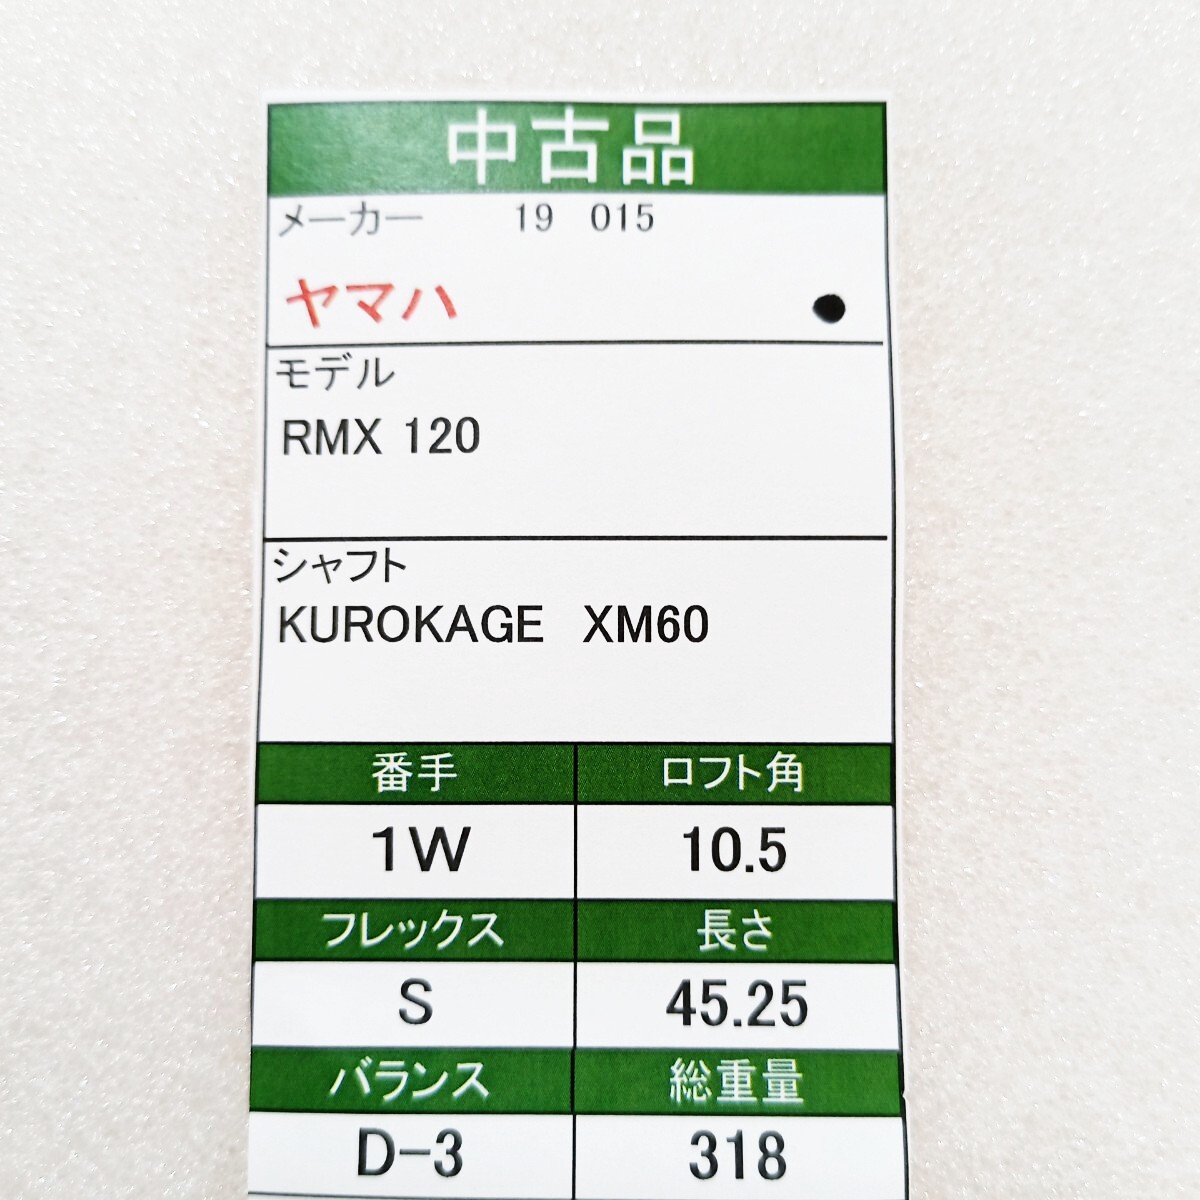 中古品
メーカー 19 015
ヤマハ
モデル
RMX 120
シャフト
KUROKAGE XM60
番手 ロフト角
1W 10.5
フレックス 長さ
S 45.25
バランス 総重量
D-3 318